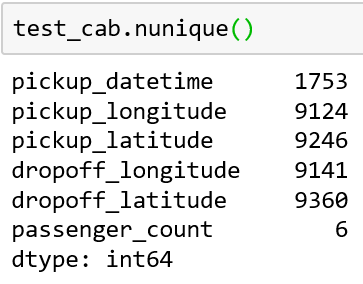 test_cab.nunique()
pickup_datetime 1753
pickup_longitude 9124
pickup_latitude 9246
dropoff_longitude 9141
dropoff_latitude 9360
passenger_count 6
dtype: int64